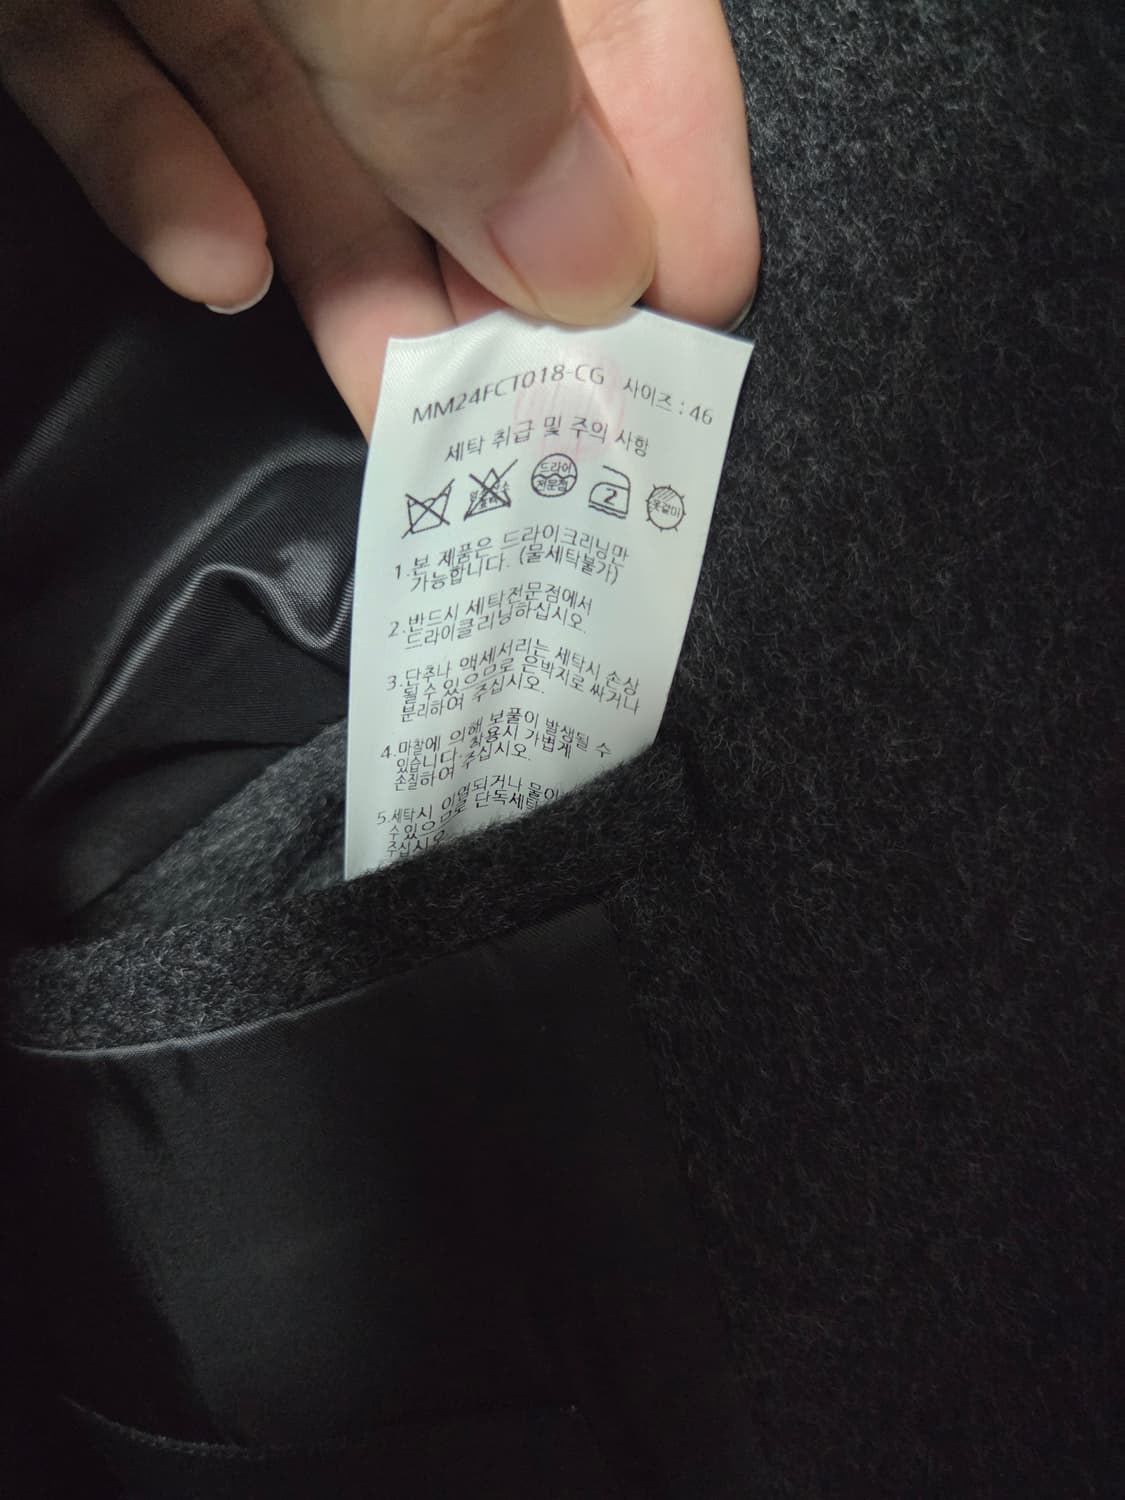 MM24FCT018-CG 사이즈 : 46
세탁 취급 및 주의 사항
드라이
전문점
2
옷걸이
1.본 제품은 드라이크리닝만
가능합니다. (물세탁불가)
2.반드시 세탁전문점에서
드라이클리닝하십시오.
3.단추나 액세서리는 세탁시 손상
될수 있으므로 은박지로 싸거나
분리하여 주십시오.
4.마찰에 의해 보풀이 발생될 수
있습니다. 착용시 가볍게
손질하여 주십시오.
5.세탁시 이염되거나 물이
수 있으므로 단독세탁
주십시오